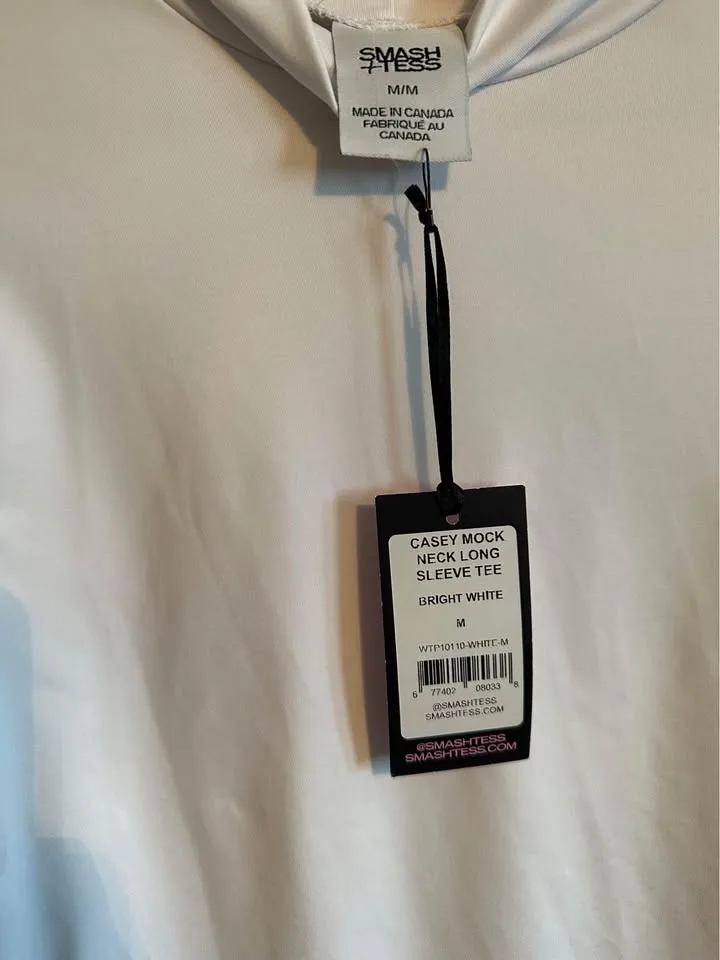 SMASH
+TESS
M/M
MADE IN CANADA
FABRIQUÉ AU
CANADA
CASEY MOCK
NECK LONG
SLEEVE TEE
BRIGHT WHITE
M
WTP10110-WHITE-M
6 77402 08033 8
@SMASHTESS
SMASHTESS.COM
@SMASHTESS
SMASHTESS.COM